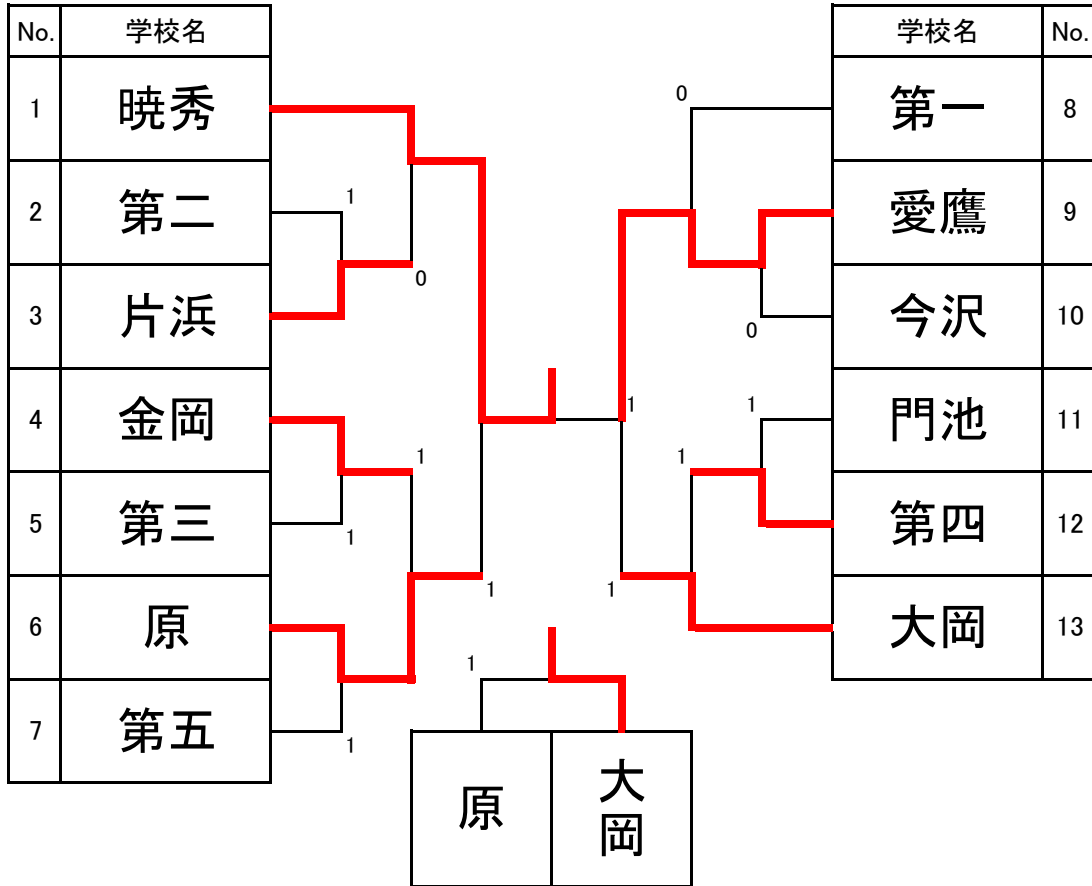 No. 学校名
1 暁秀
2 第二
3 片浜
4 金岡
5 第三
6 原
7 第五
1
0
1
1
1
1
学校名 No.
第一 8
愛鷹 9
今沢 10
門池 11
第四 12
大岡 13
0
0
1
1
1
1
1
原 大岡